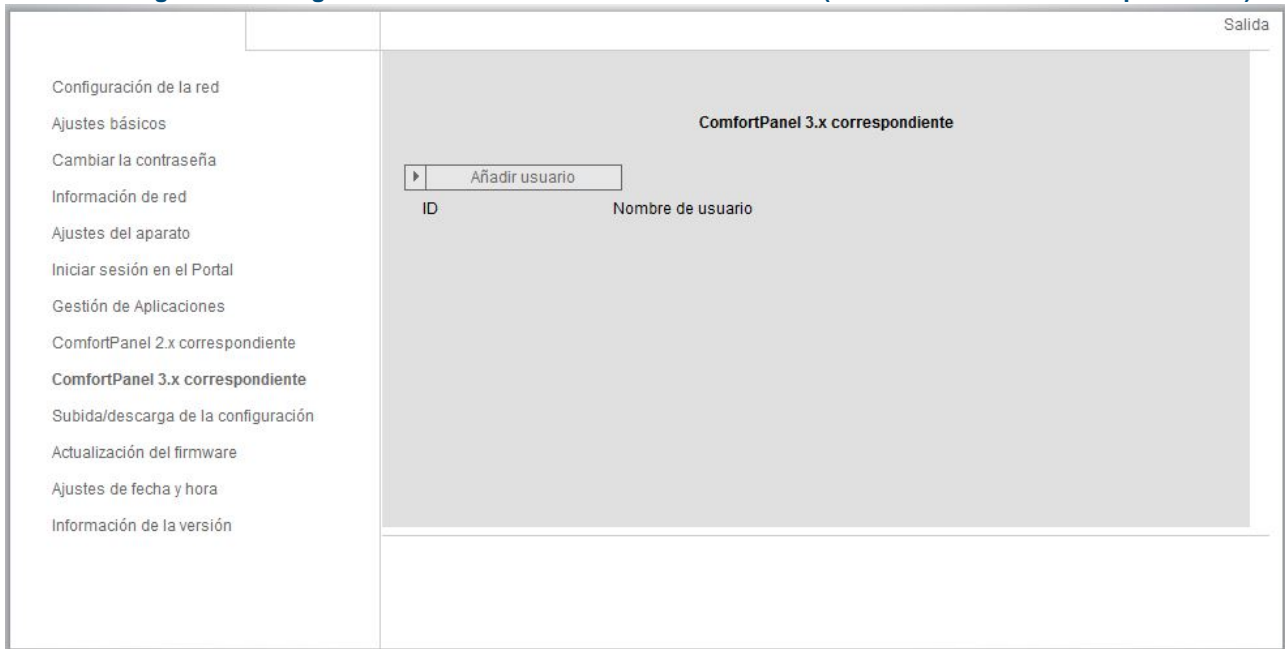 Salida
Configuración de la red
Ajustes básicos
Cambiar la contraseña
Información de red
Ajustes del aparato
Iniciar sesión en el Portal
Gestión de Aplicaciones
ComfortPanel 2.x correspondiente
ComfortPanel 3.x correspondiente
Subida/descarga de la configuración
Actualización del firmware
Ajustes de fecha y hora
Información de la versión
ComfortPanel 3.x correspondiente
Añadir usuario
ID Nombre de usuario